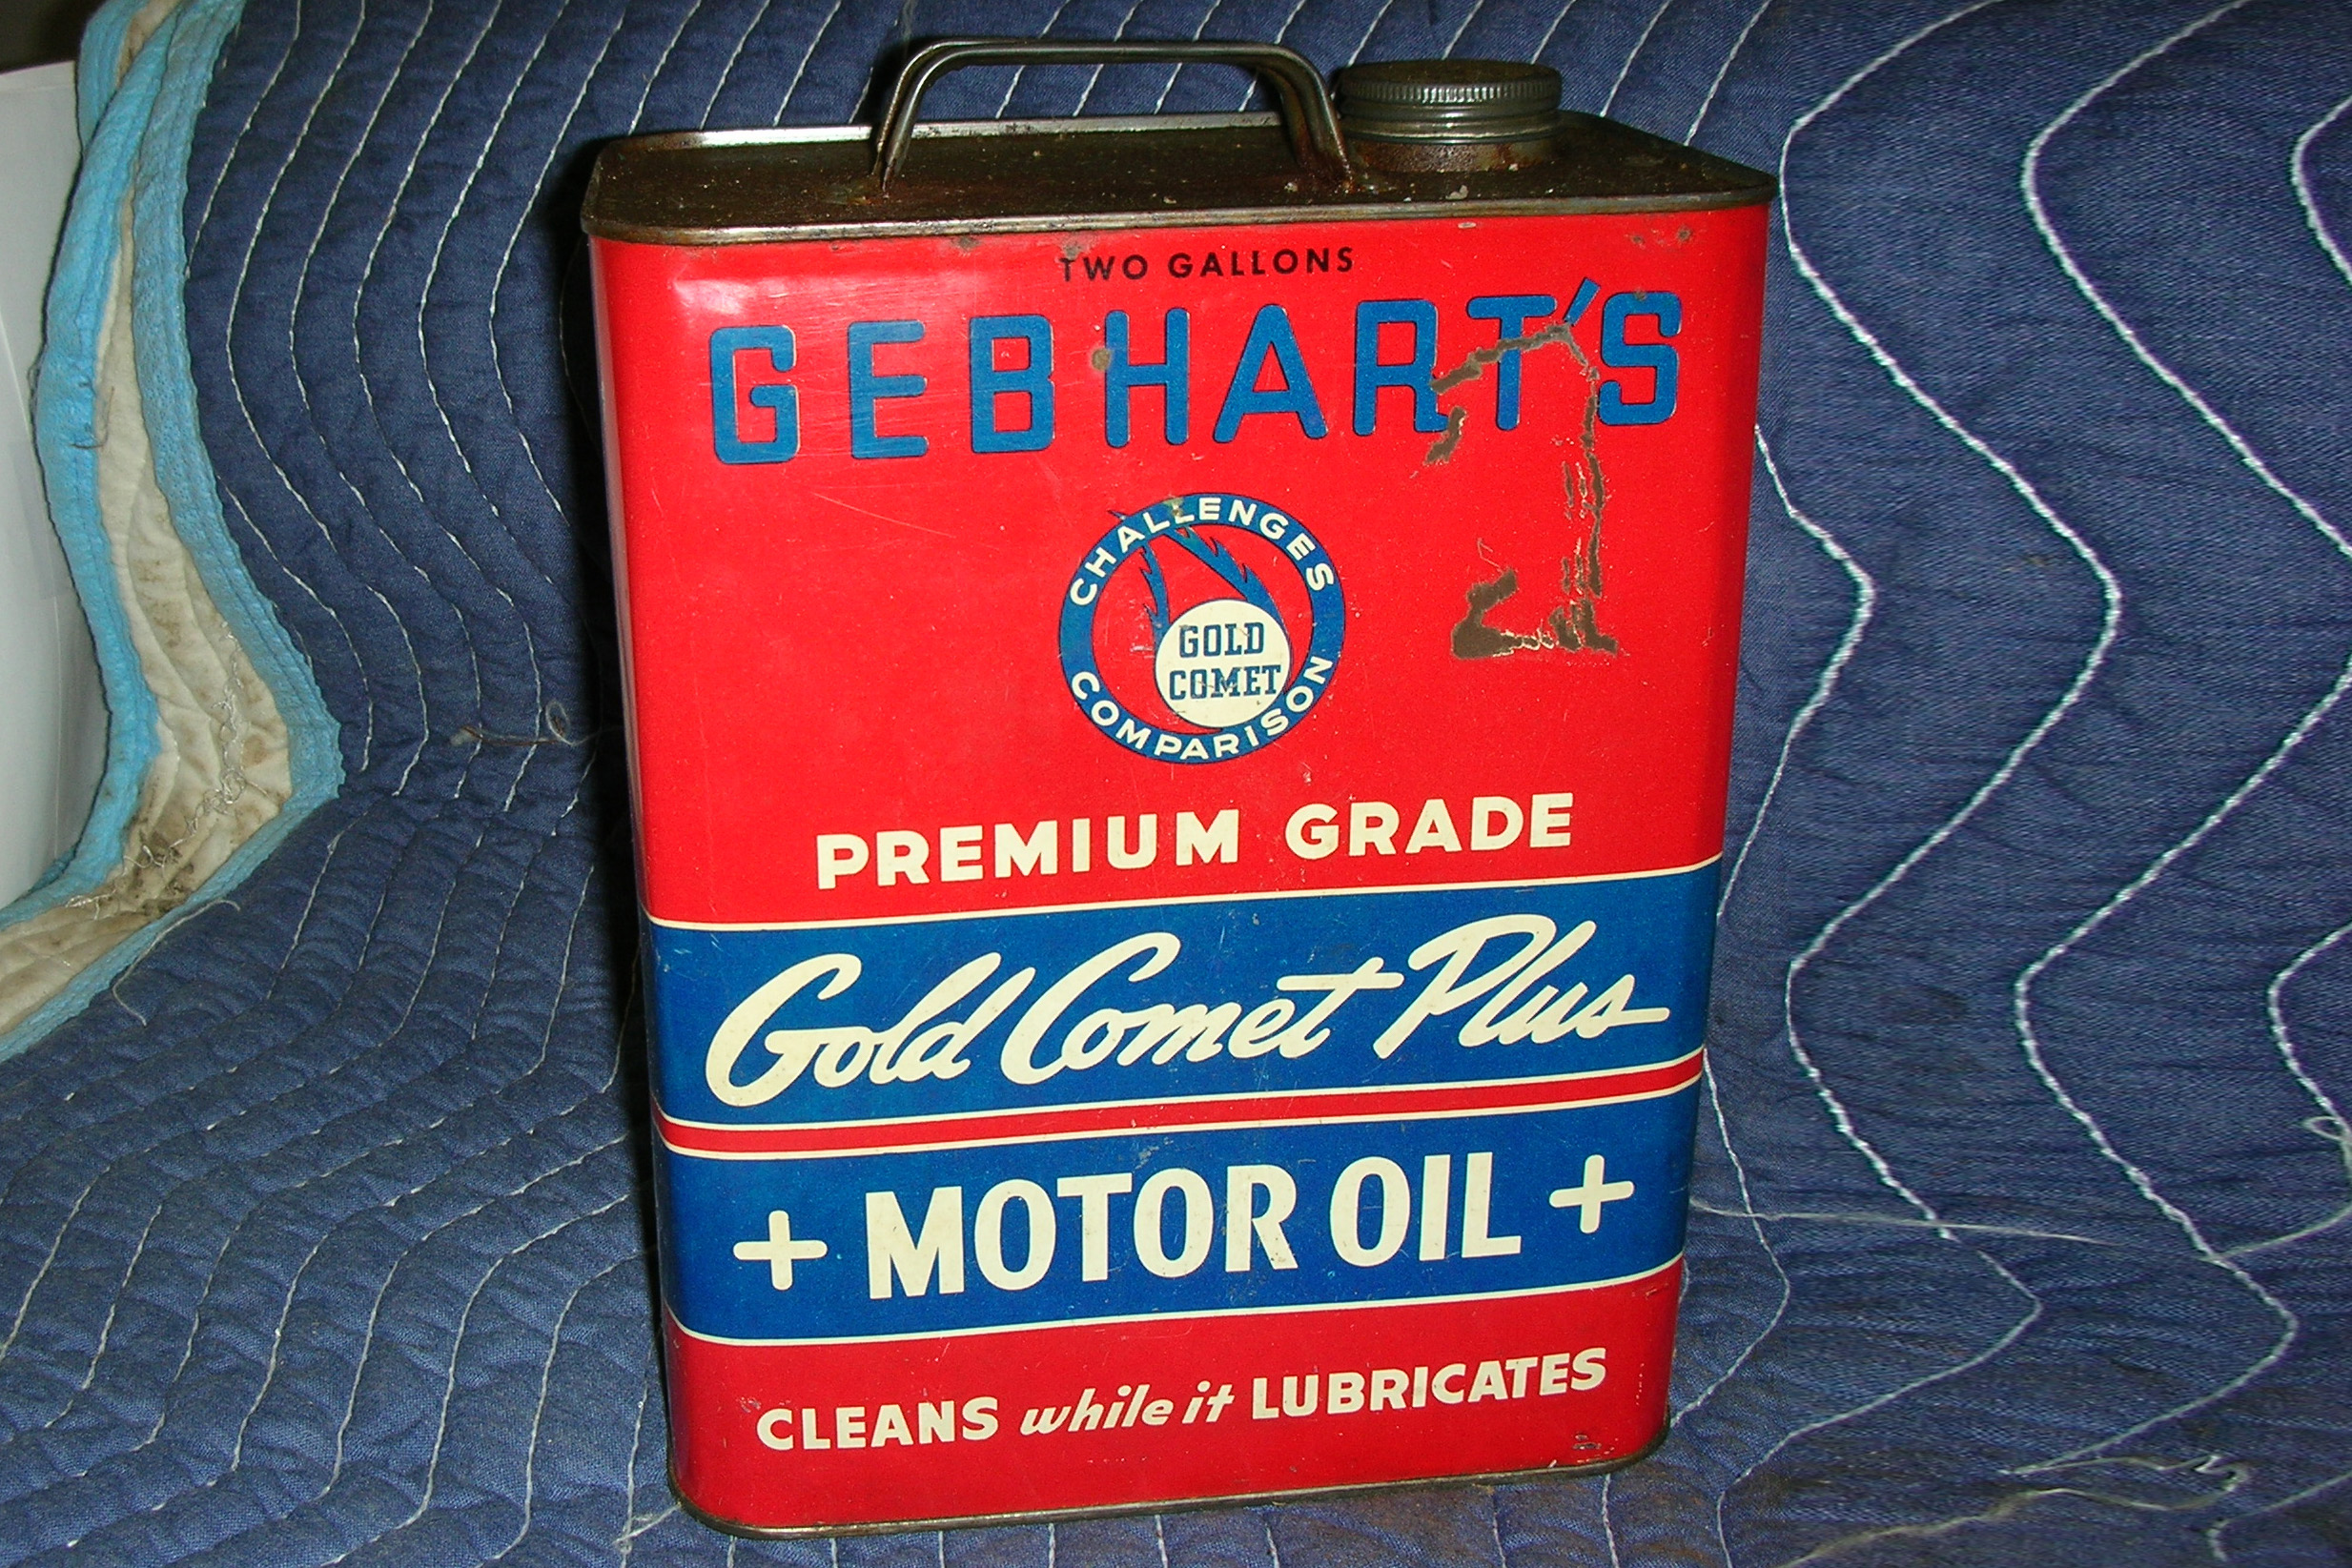 TWO GALLONS
GEBHART'S
CHALLENGES
GOLD
COMET
COMPARISON
PREMIUM GRADE
Gold Comet Plus
+ MOTOR OIL +
CLEANS while it LUBRICATES